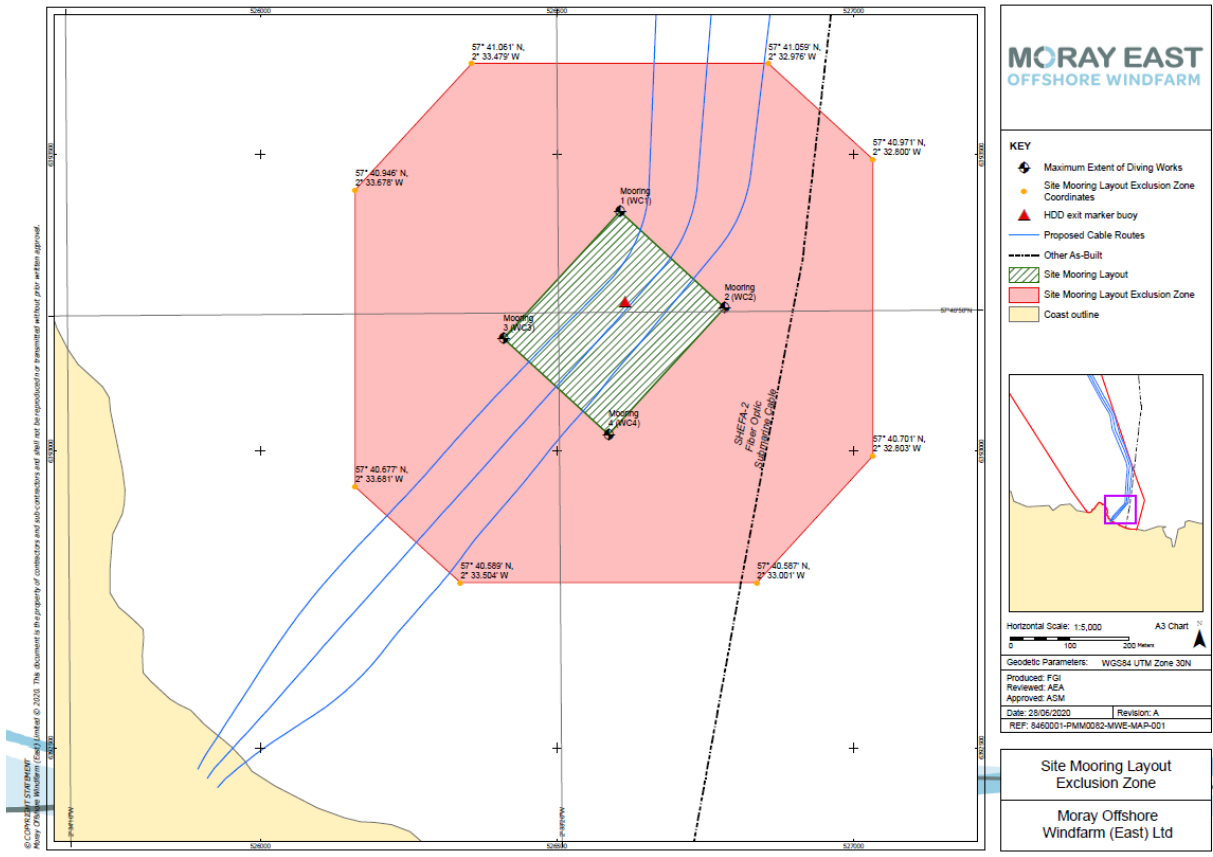 526000
526500
527000
57° 41.061' N,
2° 33.479' W
57° 41.059' N,
2° 32.976' W
57° 40.971' N,
2° 32.800' W
57° 40.946' N,
2° 33.678' W
Mooring
1 (WC1)
Mooring
2 (WC2)
Mooring
3 (WC3)
Mooring
4 (WC4)
57°40'50"N
SHEFA-2
Fiber Optic
Submarine Cable
57° 40.701' N,
2° 32.803' W
57° 40.677' N,
2° 33.681' W
57° 40.589' N,
2° 33.504' W
57° 40.587' N,
2° 33.001' W
6393000
6393000
6392500
6392500
526000
526500
527000
© COPYRIGHT STATEMENT
Moray Offshore Windfarm (East) Limited © 2020. This document is the property of contractors and sub-contractors and shall not be reproduced or transmitted without prior written approval.
MORAY EAST
OFFSHORE WINDFARM
KEY
Maximum Extent of Diving Works
Site Mooring Layout Exclusion Zone
Coordinates
HDD exit marker buoy
Proposed Cable Routes
Other As-Built
Site Mooring Layout
Site Mooring Layout Exclusion Zone
Coast outline
Horizontal Scale: 1:5,000 A3 Chart N
0 100 200 Meters
Geodetic Parameters: WGS84 UTM Zone 30N
Produced: FGI
Reviewed: AEA
Approved: ASM
Date: 28/06/2020 Revision: A
REF: 8460001-PMM0082-MWE-MAP-001
Site Mooring Layout
Exclusion Zone
Moray Offshore
Windfarm (East) Ltd